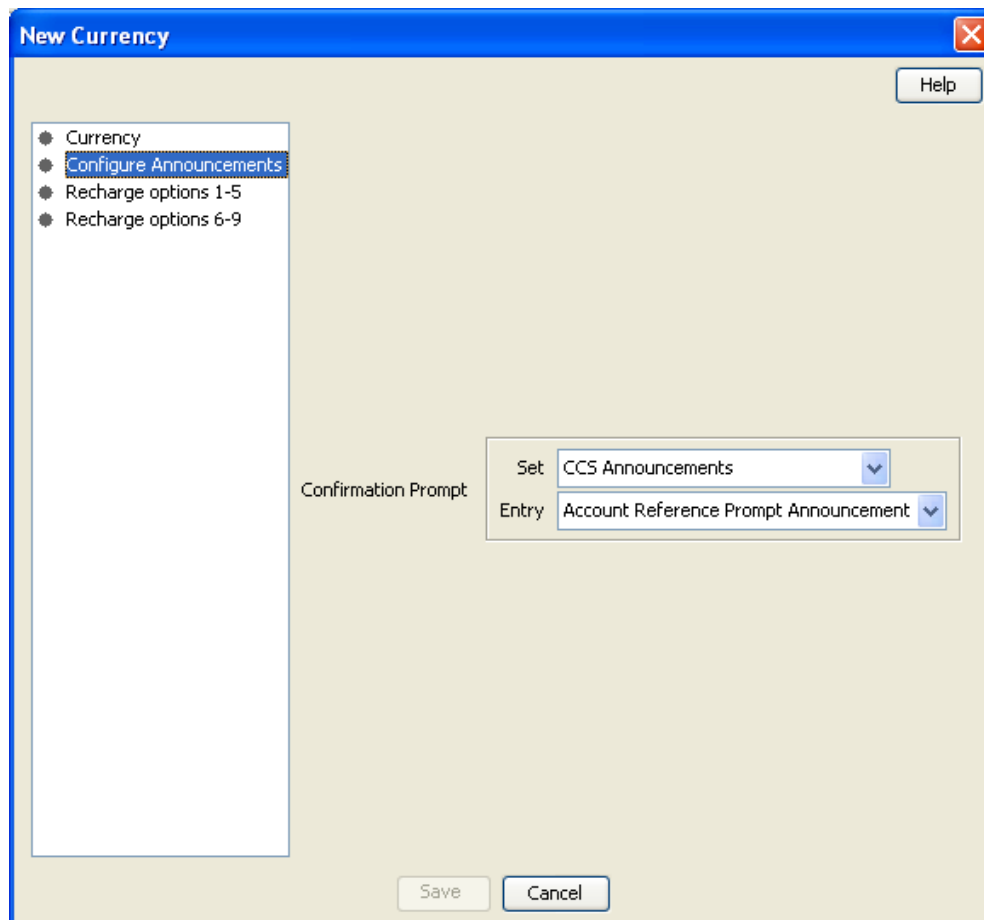 New Currency
Help
Currency
Configure Announcements
Recharge options 1-5
Recharge options 6-9
Confirmation Prompt
Set CCS Announcements
Entry Account Reference Prompt Announcement
Save Cancel